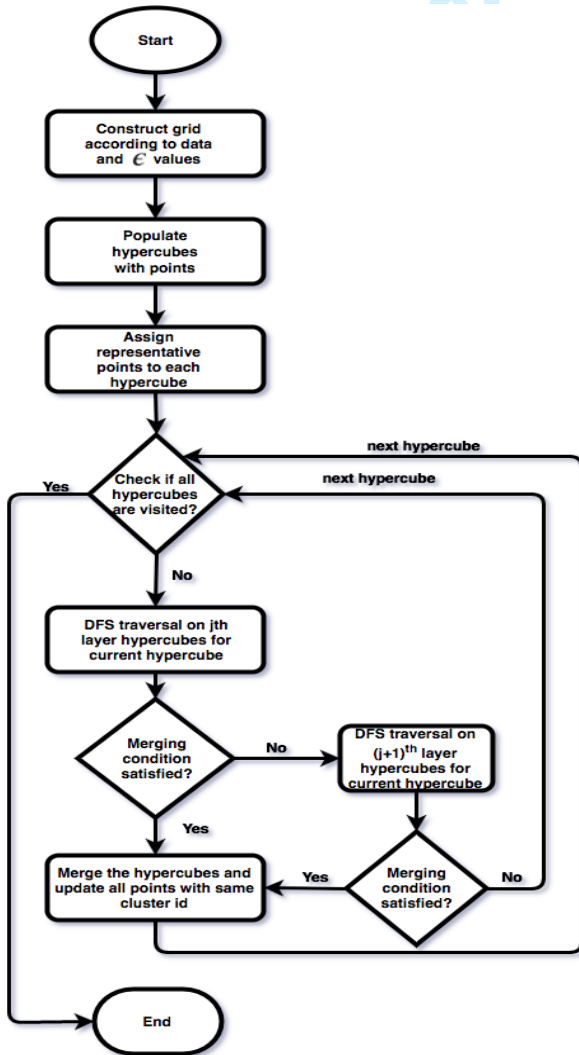 Start
Construct grid
according to data
and ϵ values
Populate
hypercubes
with points
Assign
representative
points to each
hypercube
next hypercube
Check if all
hypercubes
are visited?
Yes
next hypercube
No
DFS traversal on jth
layer hypercubes for
current hypercube
Merging
condition
satisfied?
No
DFS traversal on
(j+1)th layer
hypercubes for
current hypercube
Yes
Merge the hypercubes and
update all points with same
cluster id
Yes
Merging
condition
satisfied?
No
End